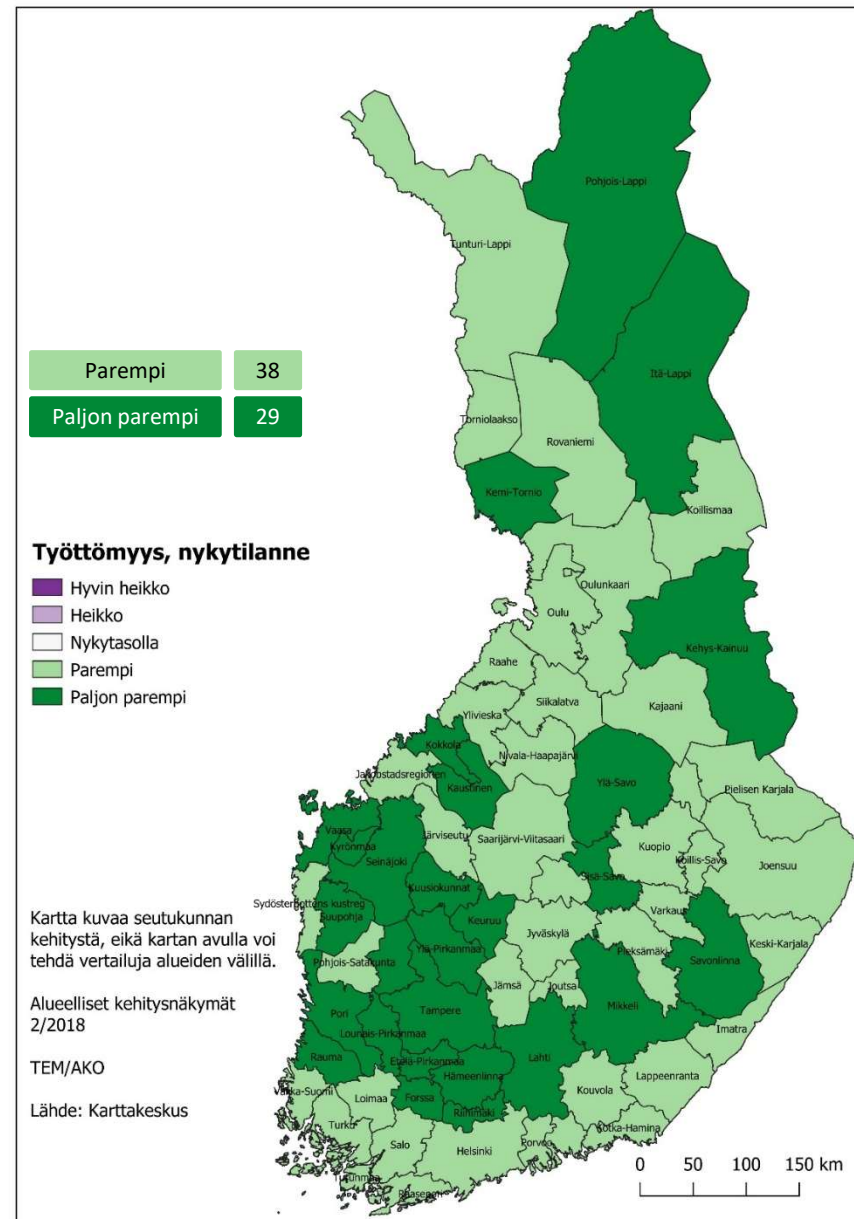 Pohjois-Lappi
Tunturi-Lappi
Parempi 38
Paljon parempi 29
Itä-Lappi
Torniolaakso
Rovaniemi
Kemi-Tornio
Koillismaa
Työttömyys, nykytilanne
Hyvin heikko
Heikko
Nykytasolla
Parempi
Paljon parempi
Oulunkaari
Oulu
Kehys-Kainuu
Raahe
Siikalatva
Kajaani
Ylivieska
Kokkola
Nivala-Haapajärvi
Jakobstadsregionen
Kaustinen
Ylä-Savo
Pielisen Karjala
Vaasa
Kyrönmaa
Järviseutu
Saarijärvi-Viitasaari
Kuopio
Koillis-Savo
Joensuu
Seinäjoki
Sisä-Savo
Kuusiokunnat
Sydösterbottens kustreg
Suupohja
Keuruu
Varkaus
Jyväskylä
Ylä-Pirkanmaa
Pieksämäki
Keski-Karjala
Savonlinna
Pohjois-Satakunta
Jämsä
Joutsa
Kartta kuvaa seutukunnan
kehitystä, eikä kartan avulla voi
tehdä vertailuja alueiden välillä.
Alueelliset kehitysnäkymät
2/2018
TEM/AKO
Lähde: Karttakeskus
Pori
Tampere
Mikkeli
Lounais-Pirkanmaa
Imatra
Rauma
Etelä-Pirkanmaa
Lahti
Hämeenlinna
Lappeenranta
Vakka-Suomi
Loimaa
Forssa
Kouvola
Riihimäki
Turku
Kotka-Hamina
Salo
Helsinki
Porvoo
Turunmaa
Raasepori
0 50 100 150 km